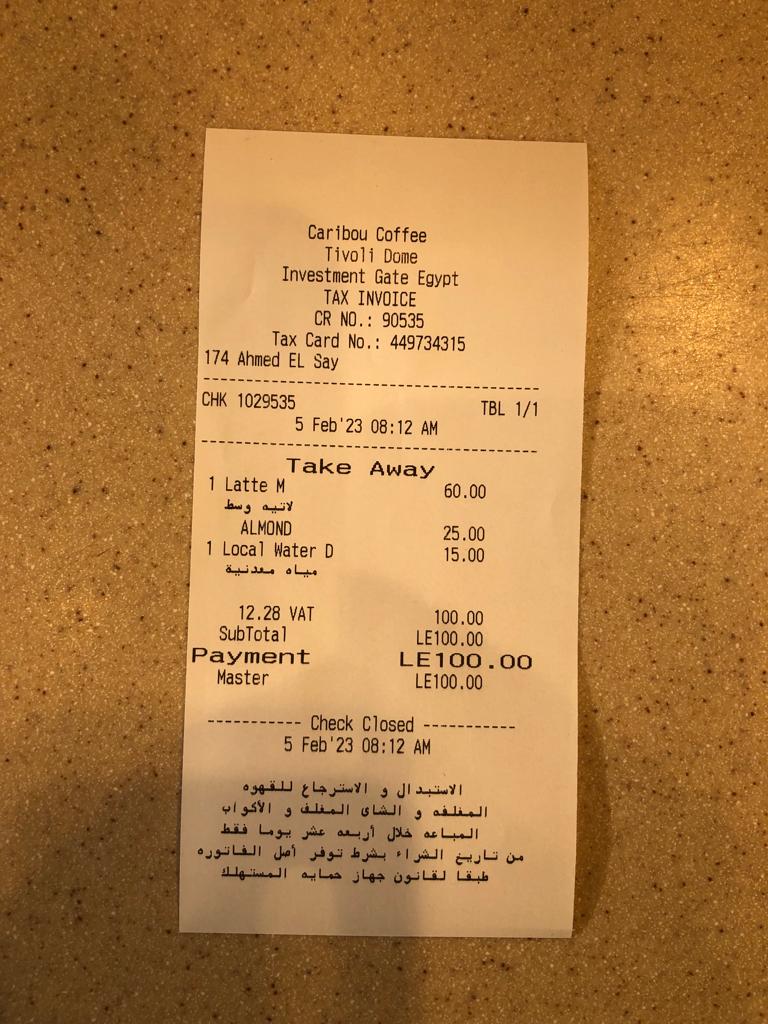 Caribou Coffee
Tivoli Dome
Investment Gate Egypt
TAX INVOICE
CR NO.: 90535
Tax Card No.: 449734315
174 Ahmed EL Say
CHK 1029535 TBL 1/1
5 Feb'23 08:12 AM
Take Away
1 Latte M 60.00
لاتيه وسط
ALMOND 25.00
1 Local Water D 15.00
مياه معدنية
12.28 VAT 100.00
SubTotal LE100.00
Payment LE100.00
Master LE100.00
----------- Check Closed -----------
5 Feb'23 08:12 AM
الاستبدال و الاسترجاع للقهوه
المغلفه و الشاى المغلف و الأكواب
المباعه خلال أربعه عشر يوما فقط
من تاريخ الشراء بشرط توفر أصل الفاتوره
طبقا لقانون جهاز حمايه المستهلك